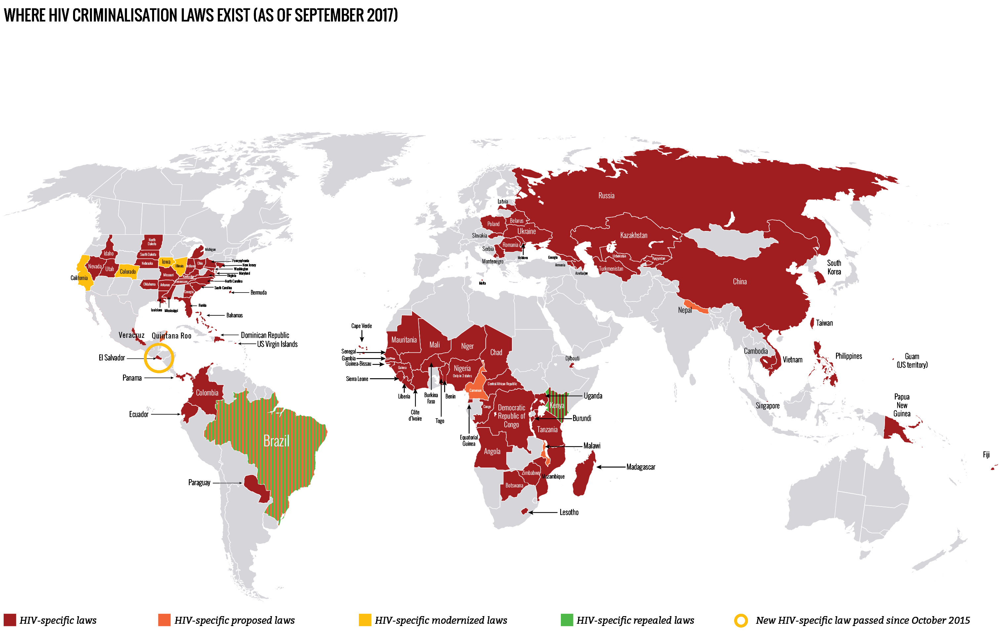 WHERE HIV CRIMINALISATION LAWS EXIST (AS OF SEPTEMBER 2017)
Idaho
North
Dakota
South Dakota
Nebraska
Nevada
Utah
California
Colorado
Iowa
Illinois
Indiana
Ohio
Missouri
Kentucky
Tennessee
Oklahoma
Arkanas
Georgia
Michigan
Pennsylvania
New Jersey
Washington
Maryland
Virginia
North Carolina
South Carolina
Louisiana
Mississippi
Florida
Bermuda
Bahamas
Dominican Republic
US Virgin Islands
Veracruz
Quintana Roo
El Salvador
Panama
Colombia
Ecuador
Brazil
Paraguay
Latvia
Poland
Belarus
Ukraine
Slovakia
Romania
Serbia
Montenegro
Moldova
Malta
Georgia
Armenia
Azerbaijan
Russia
Kazakhstan
Uzbekistan
Kyrgyzstan
Turkmenistan
China
South
Korea
Nepal
Taiwan
Cambodia
Vietnam
Philippines
Guam
(US territory)
Singapore
Papua
New
Guinea
Fiji
Cape Verde
Senegal
Gambia
Guinea-Bissau
Guinea
Sierra Leone
Liberia
Côte
d'Ivoire
Burkina
Faso
Togo
Benin
Mauritania
Mali
Niger
Chad
Nigeria
Only in 3 states
Cameroon
Central African Republic
Djibouti
Uganda
Kenya
Burundi
Congo
Democratic
Republic of
Congo
Equatorial
Guinea
Tanzania
Angola
Malawi
Zimbabwe
Mozambique
Botswana
Madagascar
Lesotho
HIV-specific laws
HIV-specific proposed laws
HIV-specific modernized laws
HIV-specific repealed laws
New HIV-specific law passed since October 2015